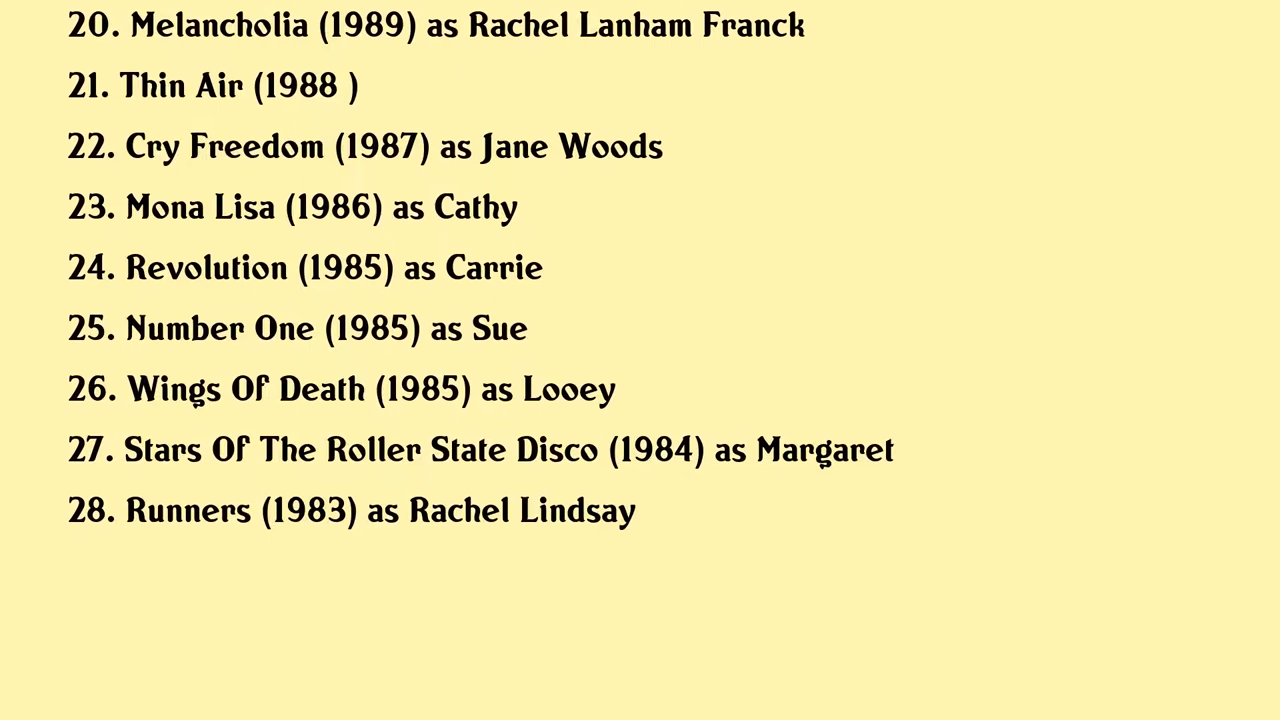 20. Melancholia (1989) as Rachel Lanham Franck
21. Thin Air (1988 )
22. Cry Freedom (1987) as Jane Woods
23. Mona Lisa (1986) as Cathy
24. Revolution (1985) as Carrie
25. Number One (1985) as Sue
26. Wings Of Death (1985) as Looey
27. Stars Of The Roller State Disco (1984) as Margaret
28. Runners (1983) as Rachel Lindsay